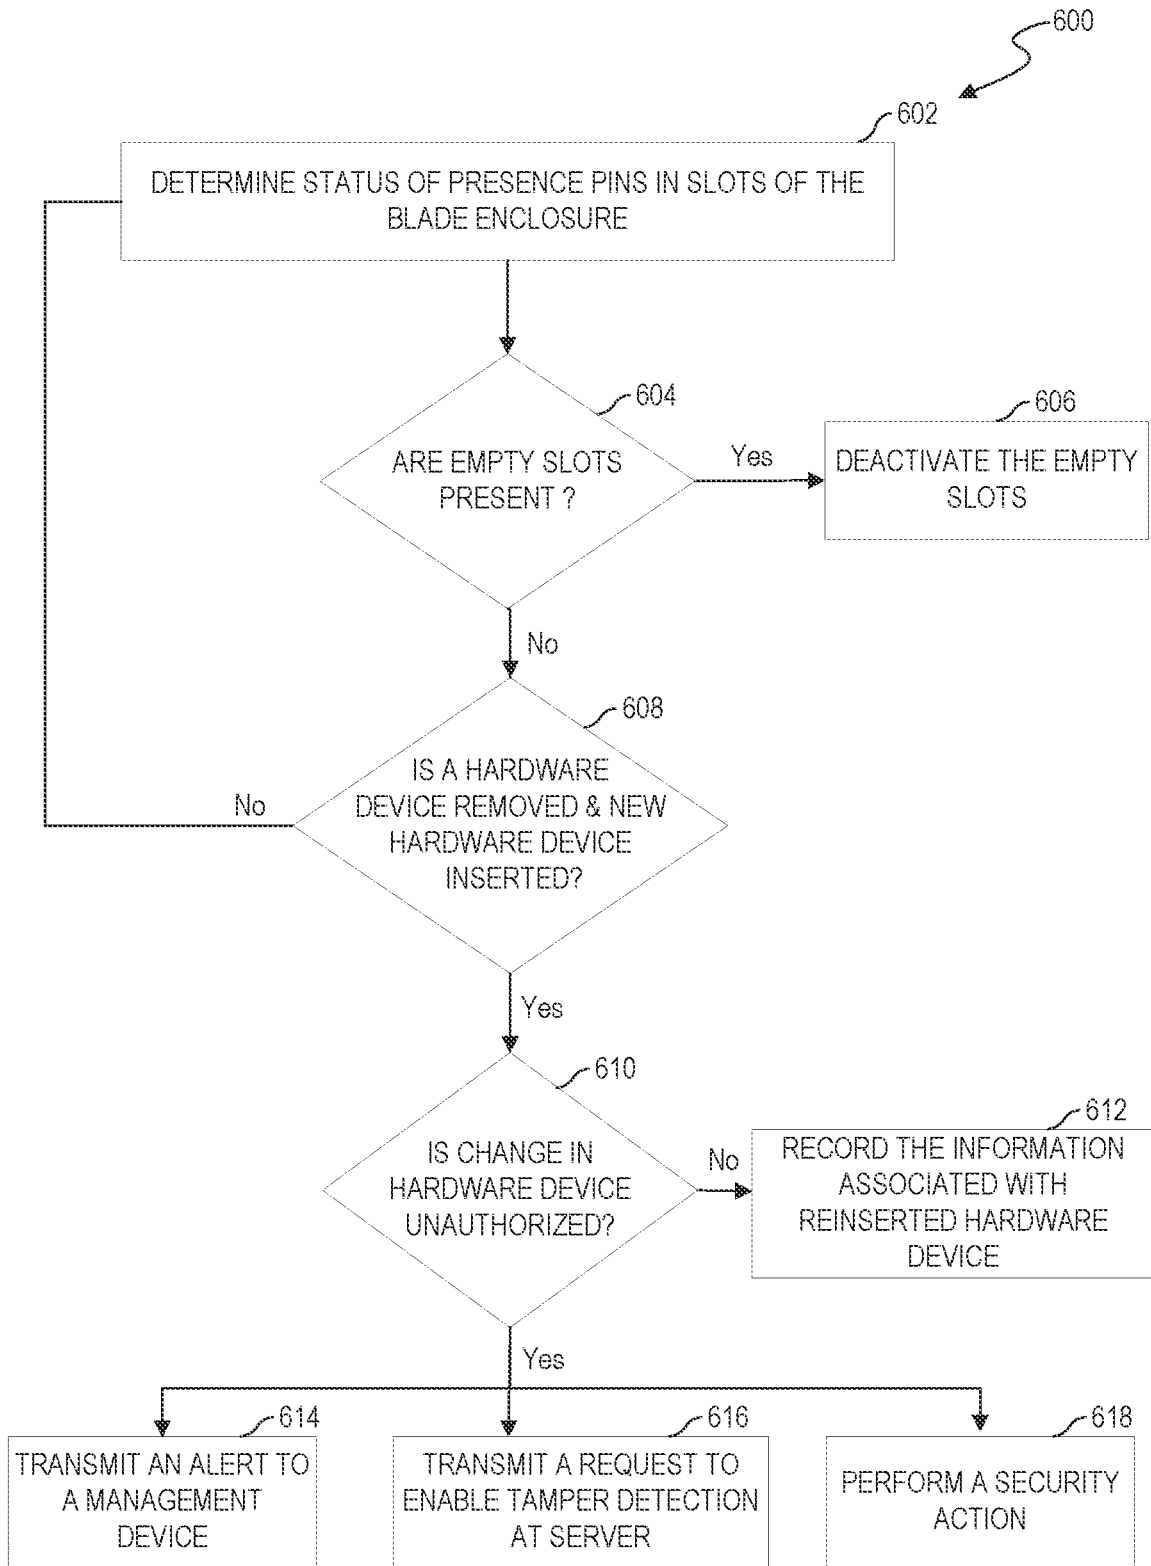 600
602
DETERMINE STATUS OF PRESENCE PINS IN SLOTS OF THE
BLADE ENCLOSURE
604
ARE EMPTY SLOTS
PRESENT ?
Yes
606
DEACTIVATE THE EMPTY
SLOTS
No
608
IS A HARDWARE
DEVICE REMOVED & NEW
HARDWARE DEVICE
INSERTED?
No
Yes
610
IS CHANGE IN
HARDWARE DEVICE
UNAUTHORIZED?
No
612
RECORD THE INFORMATION
ASSOCIATED WITH
REINSERTED HARDWARE
DEVICE
Yes
614
TRANSMIT AN ALERT TO
A MANAGEMENT
DEVICE
616
TRANSMIT A REQUEST TO
ENABLE TAMPER DETECTION
AT SERVER
618
PERFORM A SECURITY
ACTION